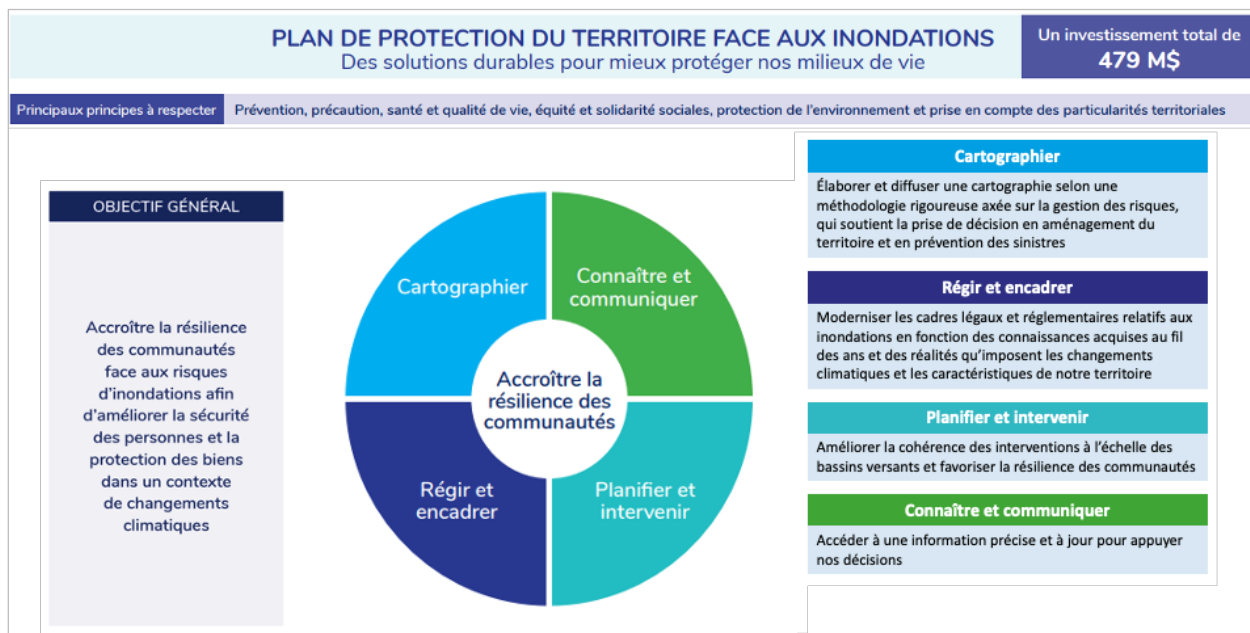 PLAN DE PROTECTION DU TERRITOIRE FACE AUX INONDATIONS
Des solutions durables pour mieux protéger nos milieux de vie
Un investissement total de
479 M$
Principaux principes à respecter
Prévention, précaution, santé et qualité de vie, équité et solidarité sociales, protection de l'environnement et prise en compte des particularités territoriales
OBJECTIF GÉNÉRAL
Accroître la résilience
des communautés
face aux risques
d'inondations afin
d'améliorer la sécurité
des personnes et la
protection des biens
dans un contexte
de changements
climatiques
Cartographier
Connaître et
communiquer
Accroître la
résilience des
communautés
Régir et
encadrer
Planifier et
intervenir
Cartographier
Élaborer et diffuser une cartographie selon une
méthodologie rigoureuse axée sur la gestion des risques,
qui soutient la prise de décision en aménagement du
territoire et en prévention des sinistres
Régir et encadrer
Moderniser les cadres légaux et réglementaires relatifs aux
inondations en fonction des connaissances acquises au fil
des ans et des réalités qu'imposent les changements
climatiques et les caractéristiques de notre territoire
Planifier et intervenir
Améliorer la cohérence des interventions à l'échelle des
bassins versants et favoriser la résilience des communautés
Connaître et communiquer
Accéder à une information précise et à jour pour appuyer
nos décisions